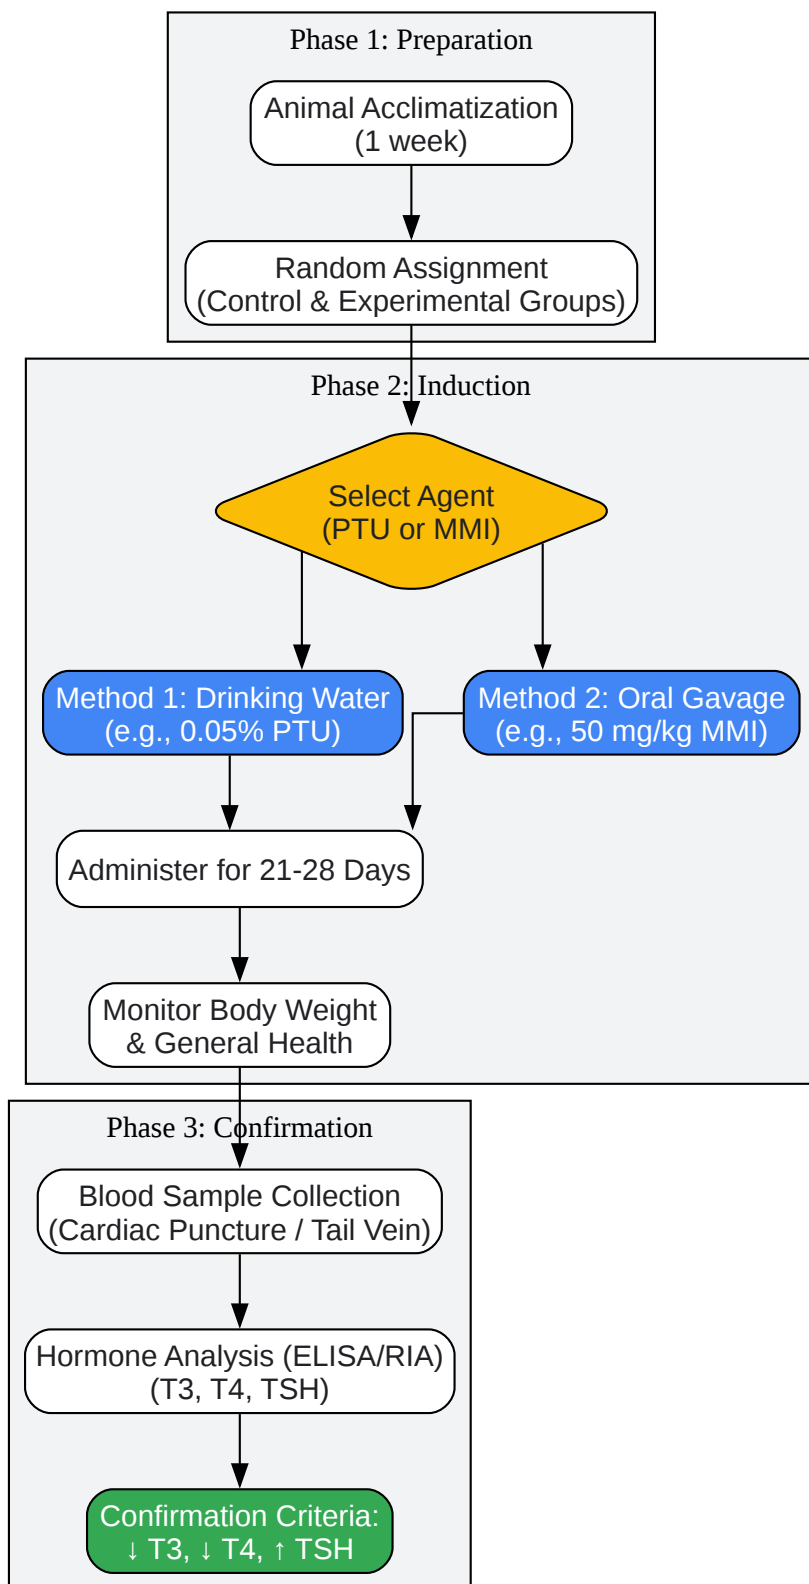 Phase 1: Preparation
Animal Acclimatization
(1 week)
Random Assignment
(Control & Experimental Groups)
Phase 2: Induction
Select Agent
(PTU or MMI)
Method 1: Drinking Water
(e.g., 0.05% PTU)
Method 2: Oral Gavage
(e.g., 50 mg/kg MMI)
Administer for 21-28 Days
Monitor Body Weight
& General Health
Phase 3: Confirmation
Blood Sample Collection
(Cardiac Puncture / Tail Vein)
Hormone Analysis (ELISA/RIA)
(T3, T4, TSH)
Confirmation Criteria:
↓ T3, ↓ T4, ↑ TSH